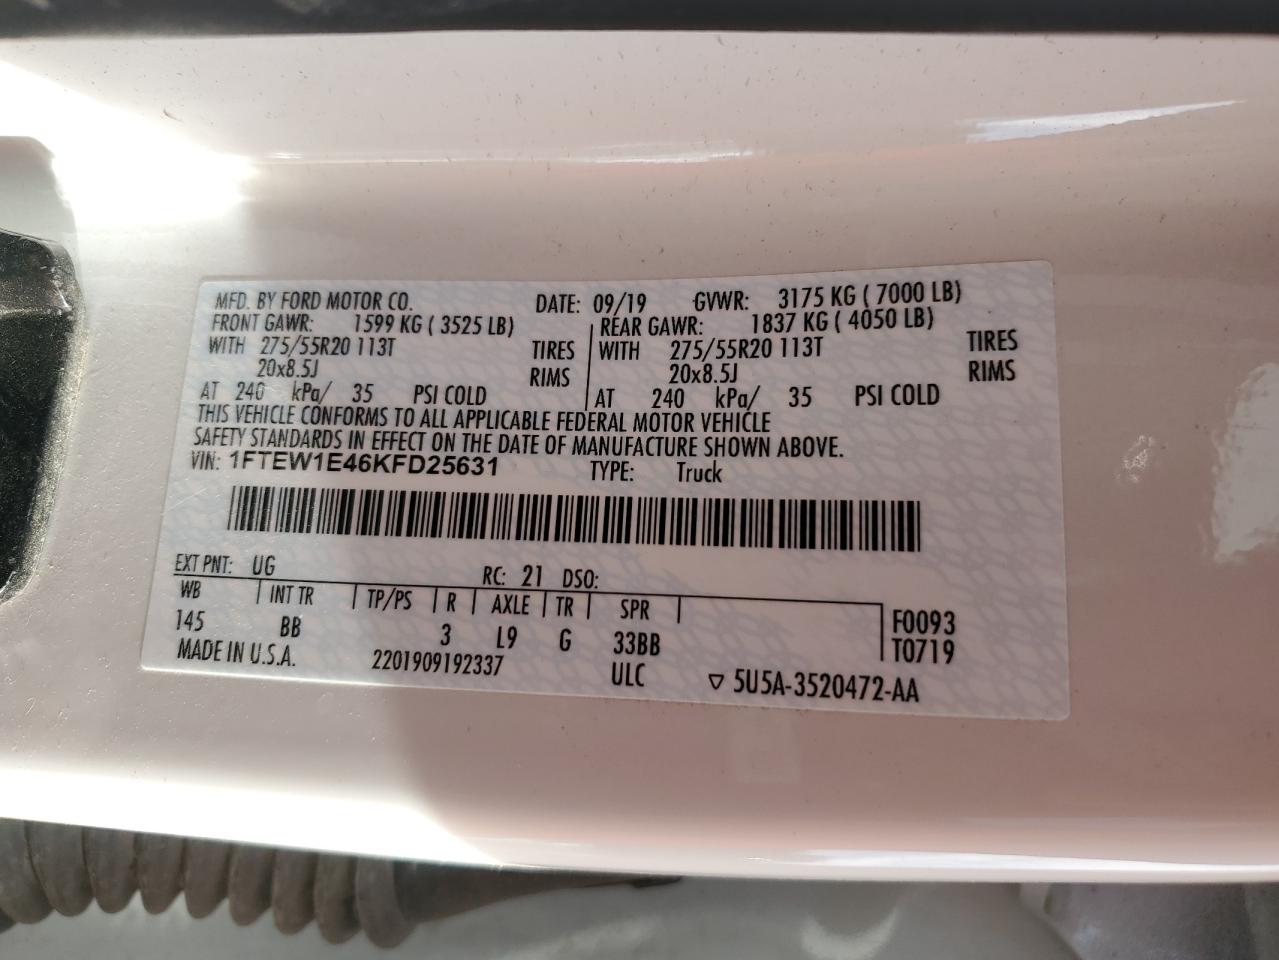 MFD. BY FORD MOTOR CO. DATE: 09/19 GVWR: 3175 KG ( 7000 LB)
FRONT GAWR: 1599 KG ( 3525 LB) REAR GAWR: 1837 KG ( 4050 LB)
WITH 275/55R20 113T TIRES WITH 275/55R20 113T TIRES
20x8.5J RIMS 20x8.5J RIMS
AT 240 kPa/ 35 PSI COLD AT 240 kPa/ 35 PSI COLD
THIS VEHICLE CONFORMS TO ALL APPLICABLE FEDERAL MOTOR VEHICLE
SAFETY STANDARDS IN EFFECT ON THE DATE OF MANUFACTURE SHOWN ABOVE.
VIN: 1FTEW1E46KFD25631 TYPE: Truck
EXT PNT: UG RC: 21 DSO:
WB INT TR TP/PS R AXLE TR SPR F0093
145 BB 3 L9 G 33BB T0719
MADE IN U.S.A. 2201909192337 ULC ▽ 5U5A-3520472-AA